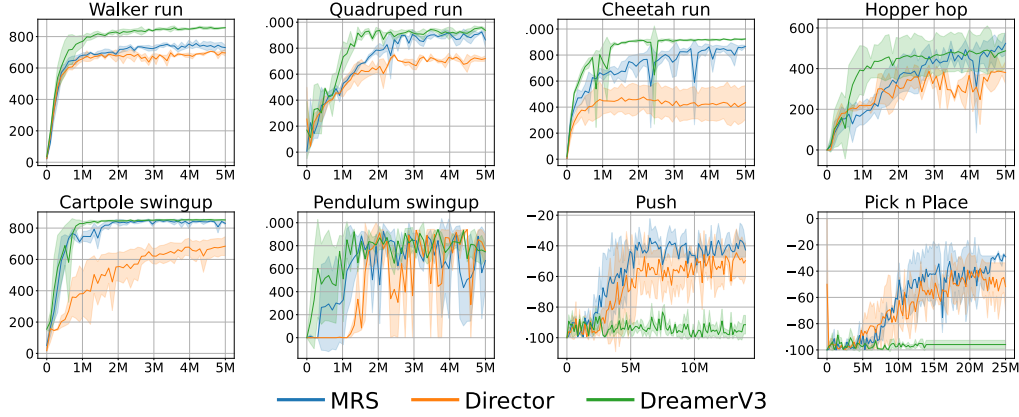 Walker run
800
600
400
200
0
0 1M 2M 3M 4M 5M
Quadruped run
.000
800
600
400
200
0
0 1M 2M 3M 4M 5M
Cheetah run
.000
800
600
400
200
0
0 1M 2M 3M 4M 5M
Hopper hop
600
400
200
0
0 1M 2M 3M 4M 5M
Cartpole swingup
800
600
400
200
0
0 1M 2M 3M 4M 5M
Pendulum swingup
.000
800
600
400
200
0
0 1M 2M 3M 4M 5M
Push
−20
−40
−60
−80
−100
0 5M 10M
Pick n Place
0
−20
−40
−60
−80
−100
0 5M 10M 15M 20M 25M
MRS Director DreamerV3